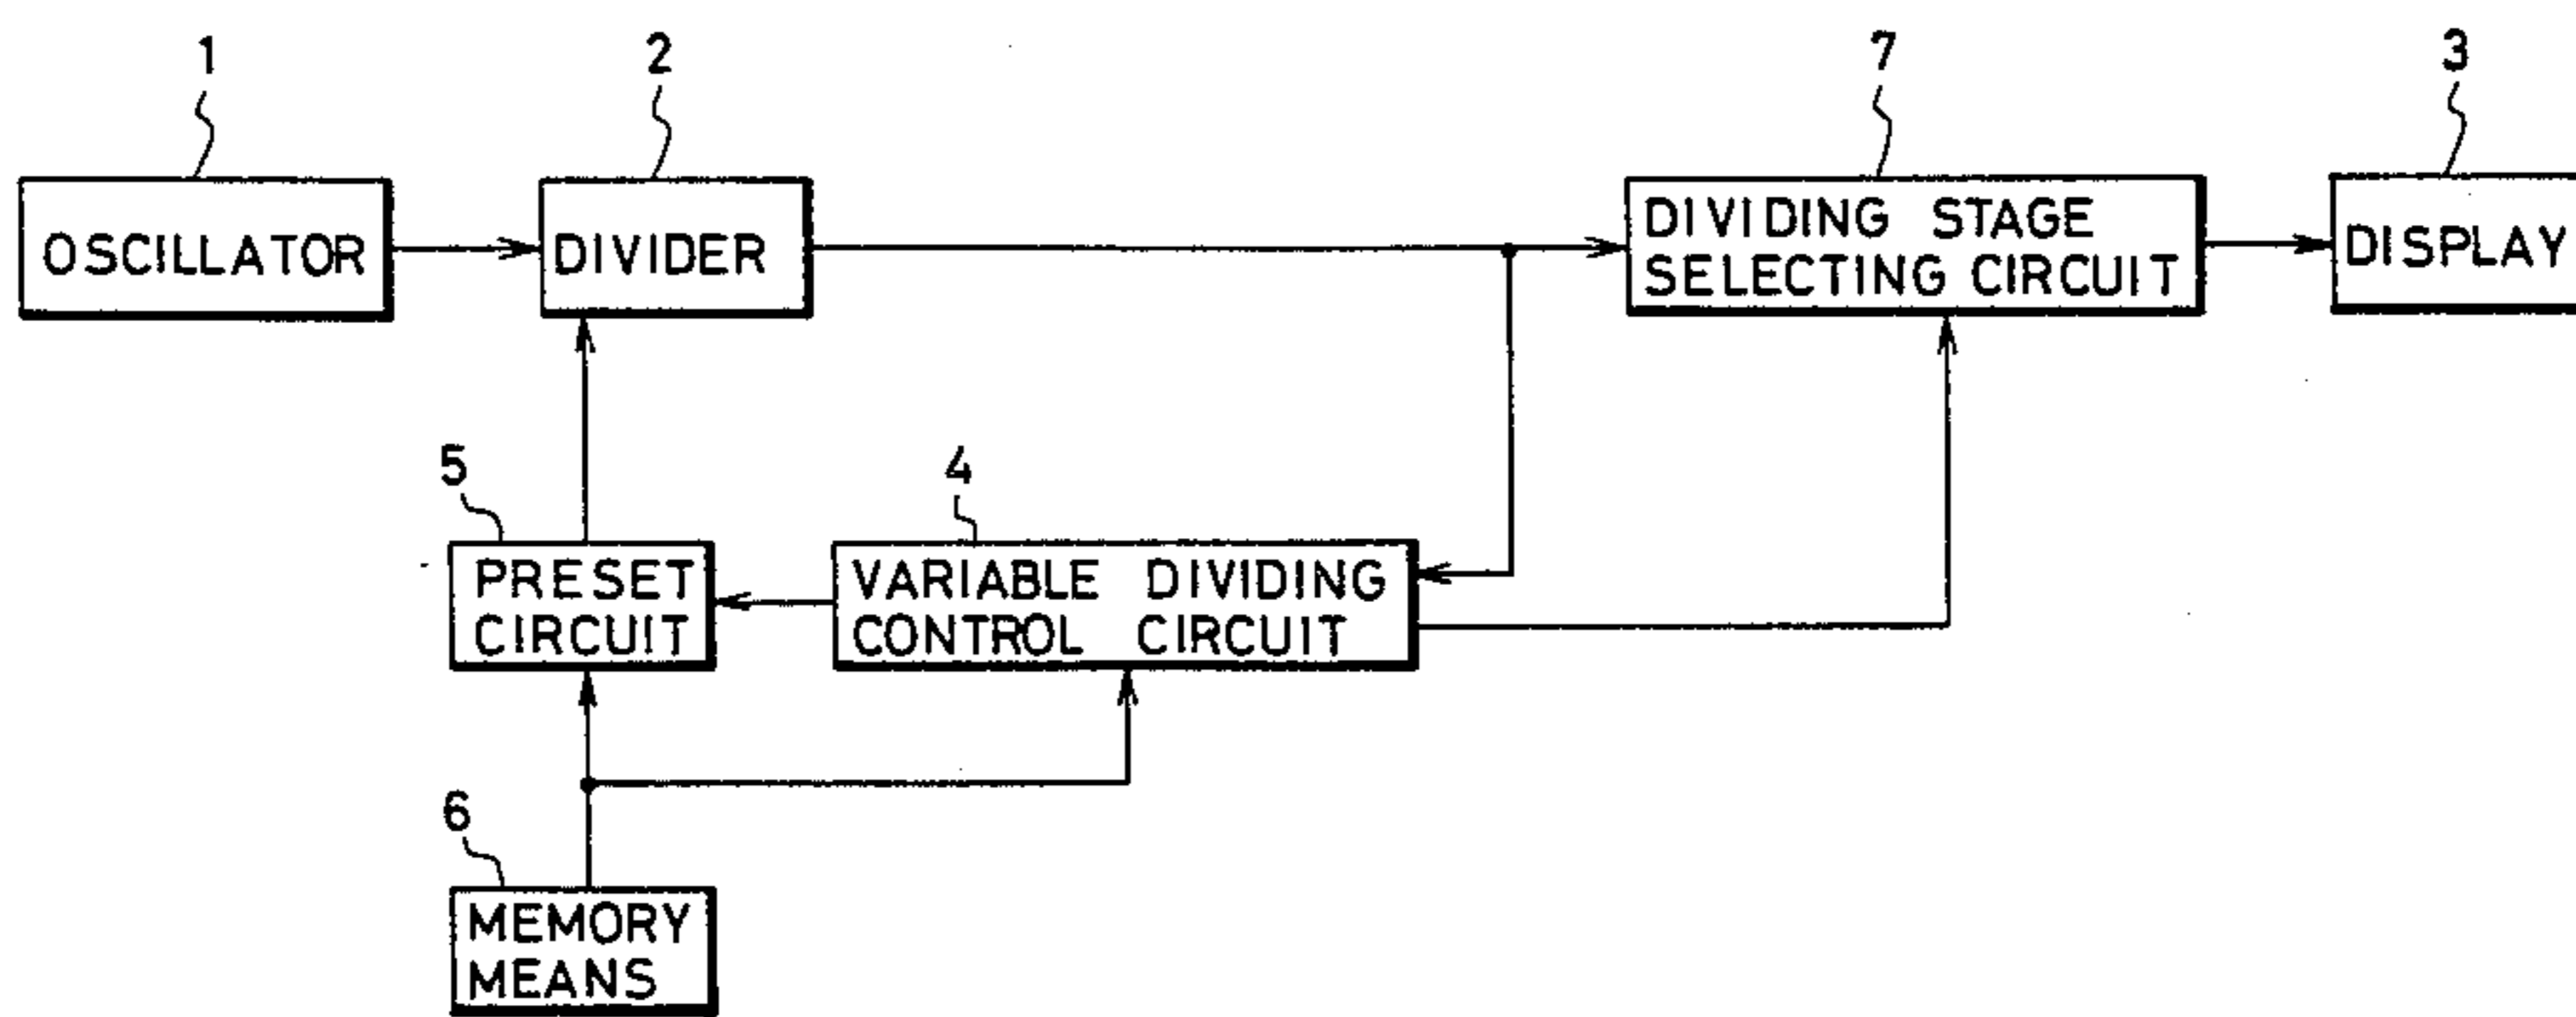 1
2
7
3
OSCILLATOR
DIVIDER
DIVIDING STAGE
SELECTING CIRCUIT
DISPLAY
5
4
PRESET
CIRCUIT
VARIABLE DIVIDING
CONTROL CIRCUIT
6
MEMORY
MEANS